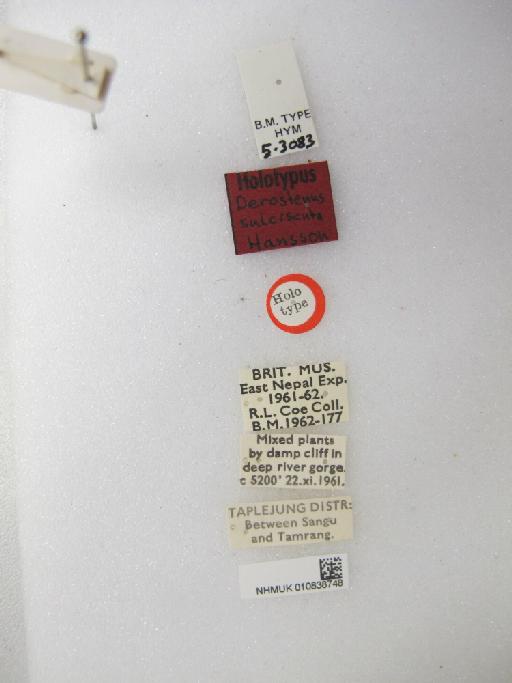 B.M. TYPE
HYM
5.3083
Holotypus
Derostenus
sulciscuta
Hansson
Holo
type
BRIT. MUS.
East Nepal Exp.
1961-62.
R.L. Coe Coll.
B.M.1962-177
Mixed plants
by damp cliff in
deep river gorge.
c 5200' 22.xi.1961.
TAPLEJUNG DISTR:
Between Sangu
and Tamrang.
NHMUK 010836748